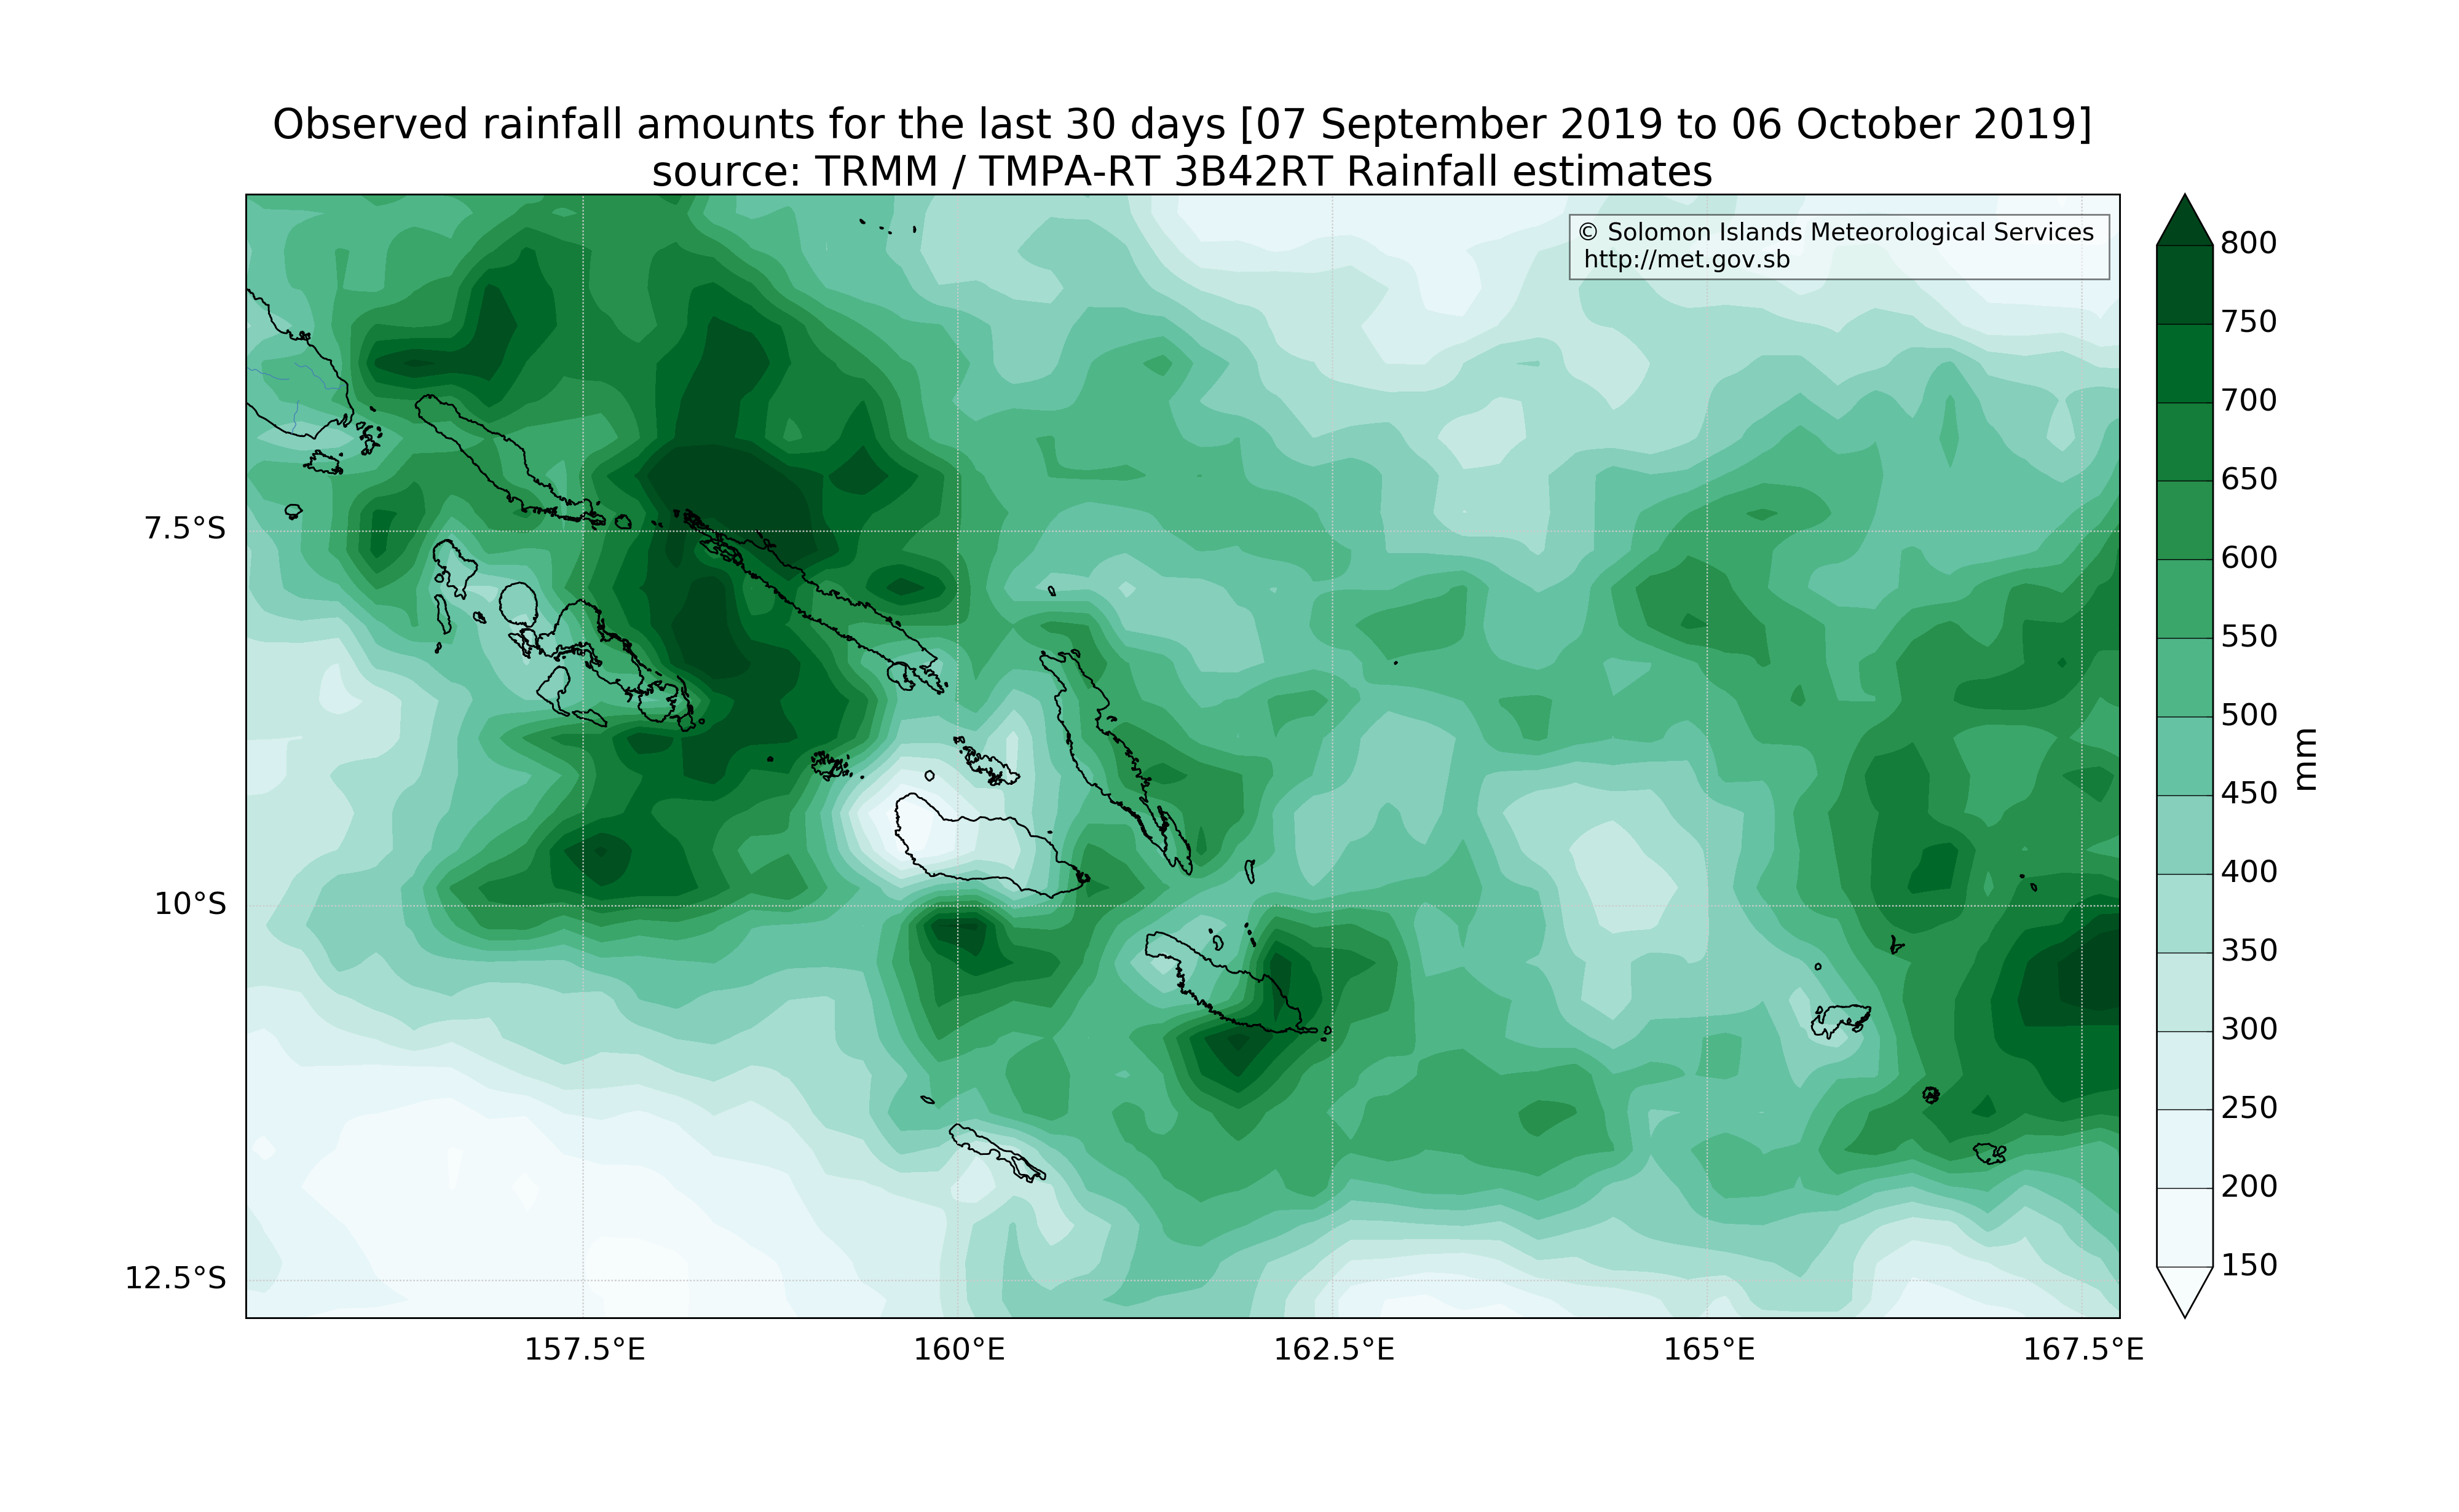 Observed rainfall amounts for the last 30 days [07 September 2019 to 06 October 2019]
source: TRMM / TMPA-RT 3B42RT Rainfall estimates
© Solomon Islands Meteorological Services
http://met.gov.sb
7.5°S
10°S
12.5°S
157.5°E
160°E
162.5°E
165°E
167.5°E
800
750
700
650
600
550
500
450
400
350
300
250
200
150
mm